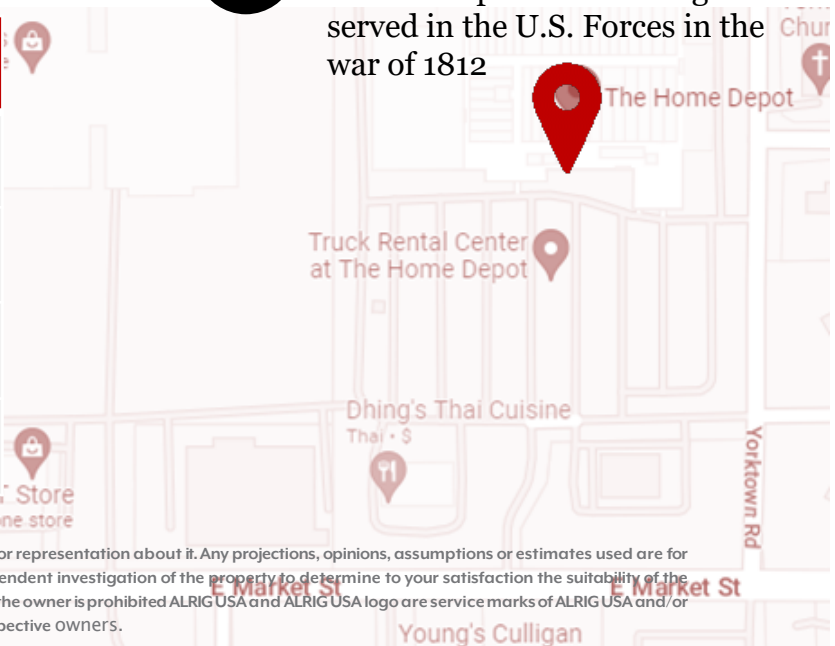 served in the U.S. Forces in the
war of 1812
The Home Depot
Truck Rental Center
at The Home Depot
Dhing's Thai Cuisine
Thai • $
Store
Yorktown Rd
or representation about it. Any projections, opinions, assumptions or estimates used are for
investigation of the property to determine to your satisfaction the suitability of the
the owner is prohibited ALRIG USA and ALRIG USA logo are service marks of ALRIG USA and/or
owners.
E Market St
E Market St
Young's Culligan